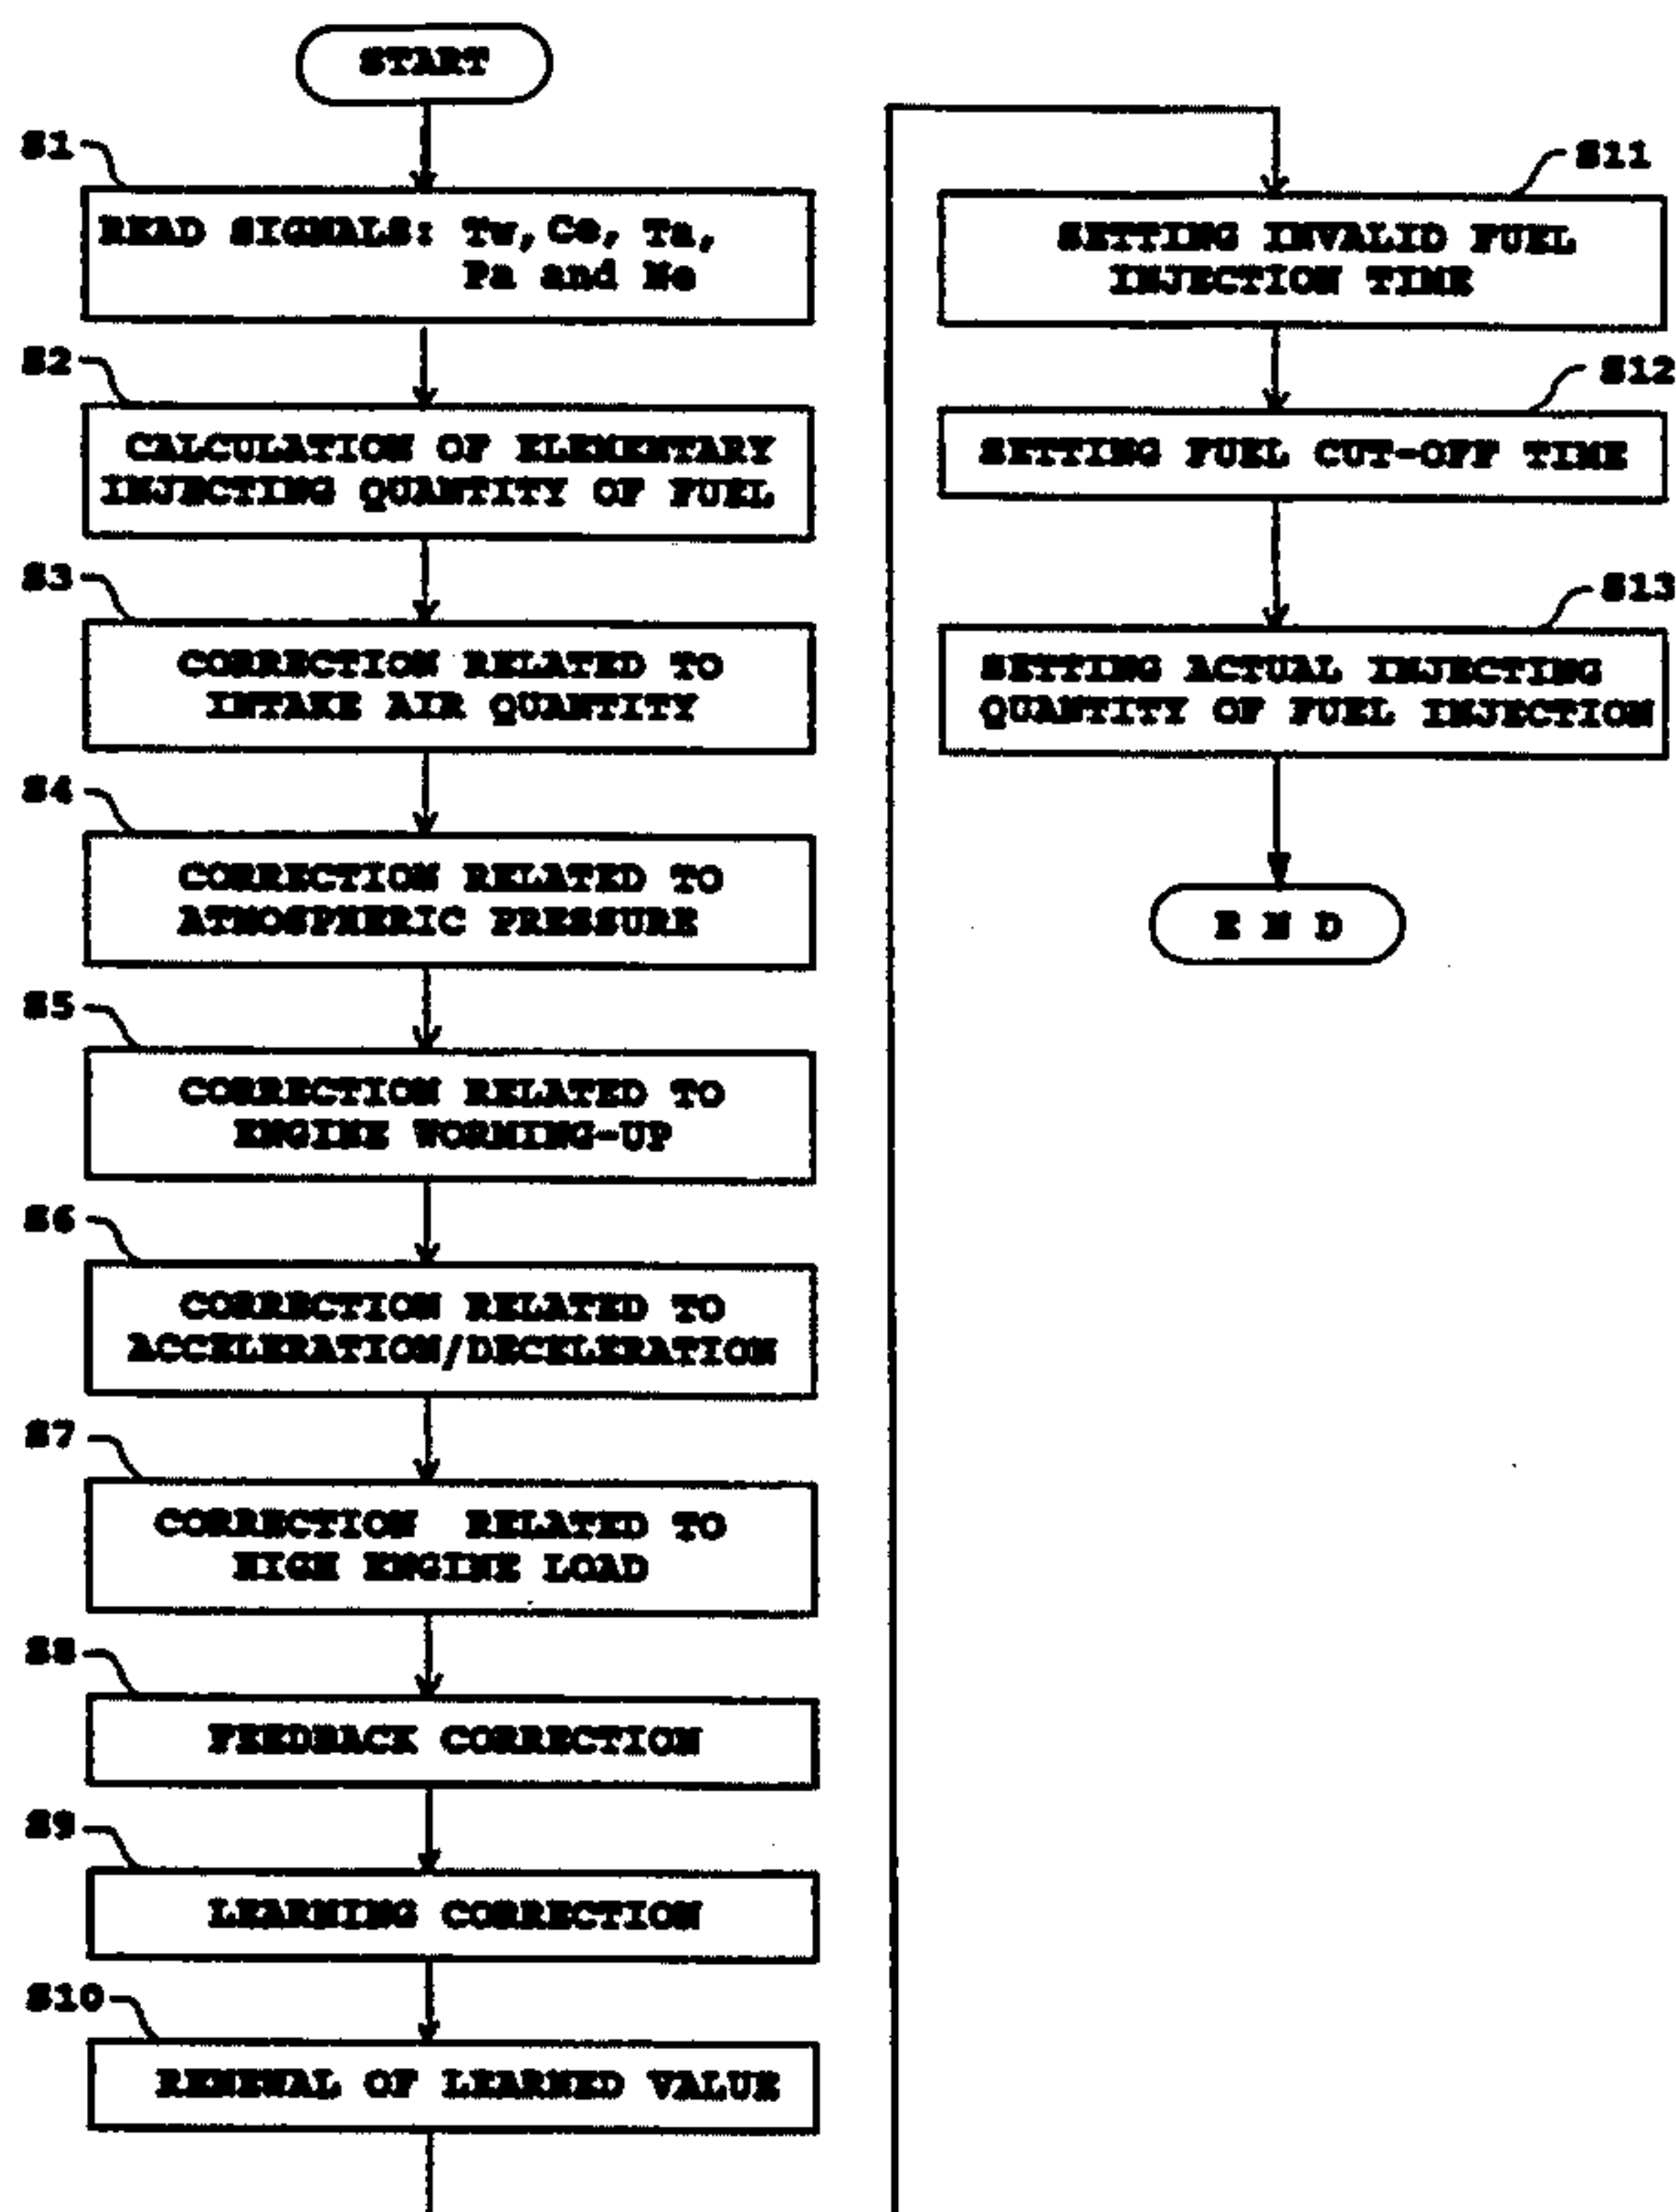 START
S1
READ SIGNALS: Tw, Ce, Ta,
Pa and Ne
S2
CALCULATION OF ELEMENTARY
INJECTING QUANTITY OF FUEL
S3
CORRECTION RELATED TO
INTAKE AIR QUANTITY
S4
CORRECTION RELATED TO
ATMOSPHERIC PRESSURE
S5
CORRECTION RELATED TO
ENGINE WORMING-UP
S6
CORRECTION RELATED TO
ACCELERATION/DECELERATION
S7
CORRECTION RELATED TO
HIGH ENGINE LOAD
S8
FEEDBACK CORRECTION
S9
LEARNING CORRECTION
S10
RENEWAL OF LEARNED VALUE
S11
SETTING INVALID FUEL
INJECTION TIME
S12
SETTING FUEL CUT-OFF TIME
S13
SETTING ACTUAL INJECTING
QUANTITY OF FUEL INJECTION
E N D